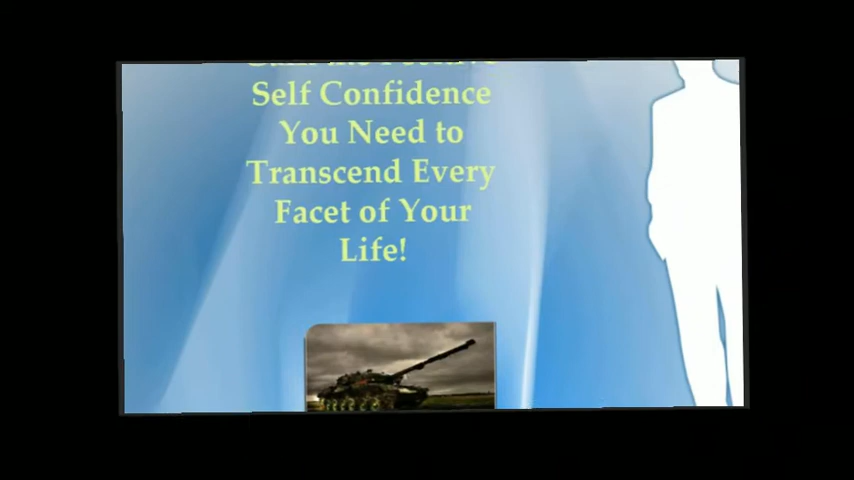 Self Confidence
You Need to
Transcend Every
Facet of Your
Life!